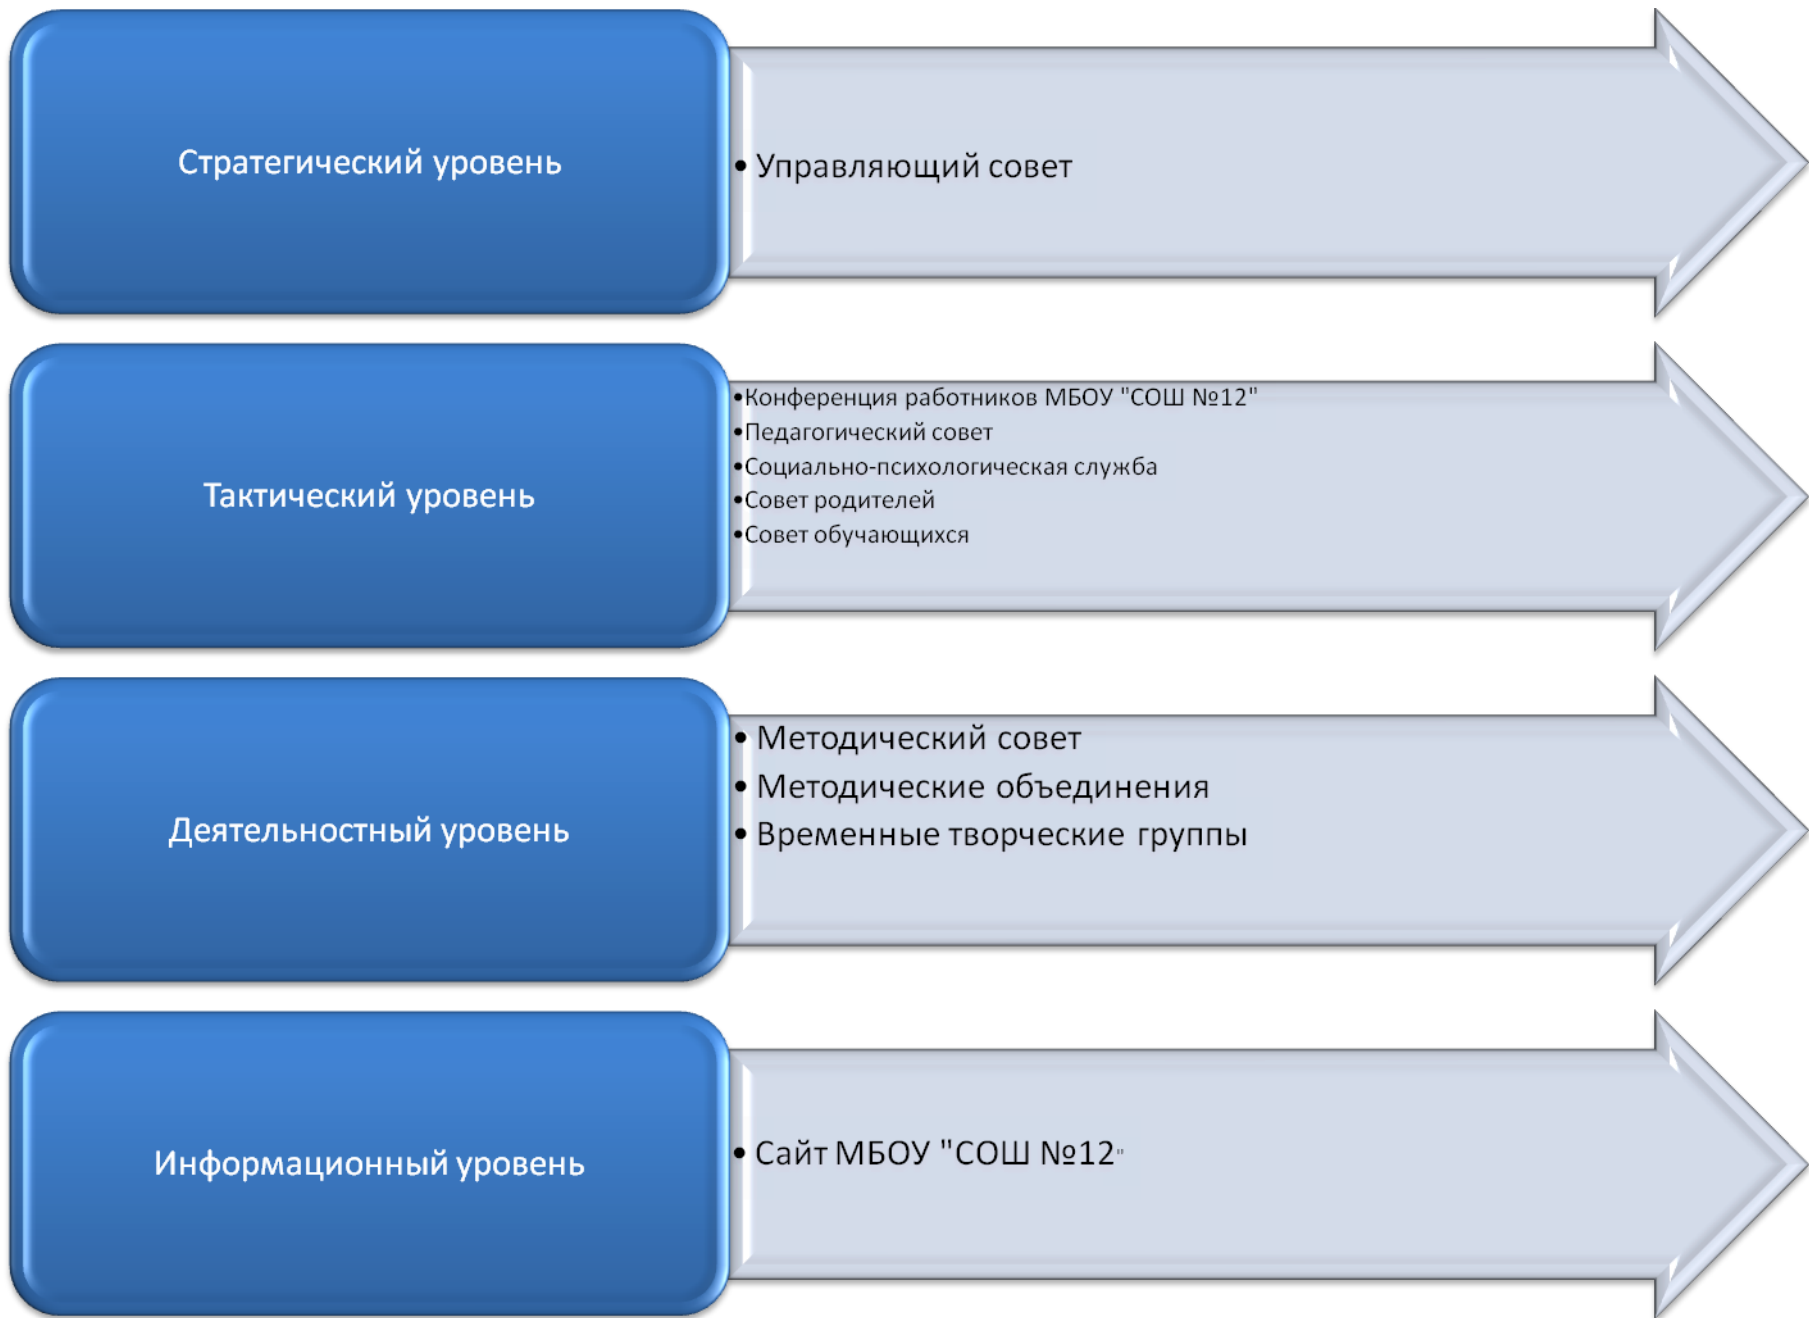 Стратегический уровень
• Управляющий совет
Тактический уровень
•Конференция работников МБОУ "СОШ №12"
•Педагогический совет
•Социально-психологическая служба
•Совет родителей
•Совет обучающихся
Деятельностный уровень
• Методический совет
• Методические объединения
• Временные творческие группы
Информационный уровень
• Сайт МБОУ "СОШ №12"